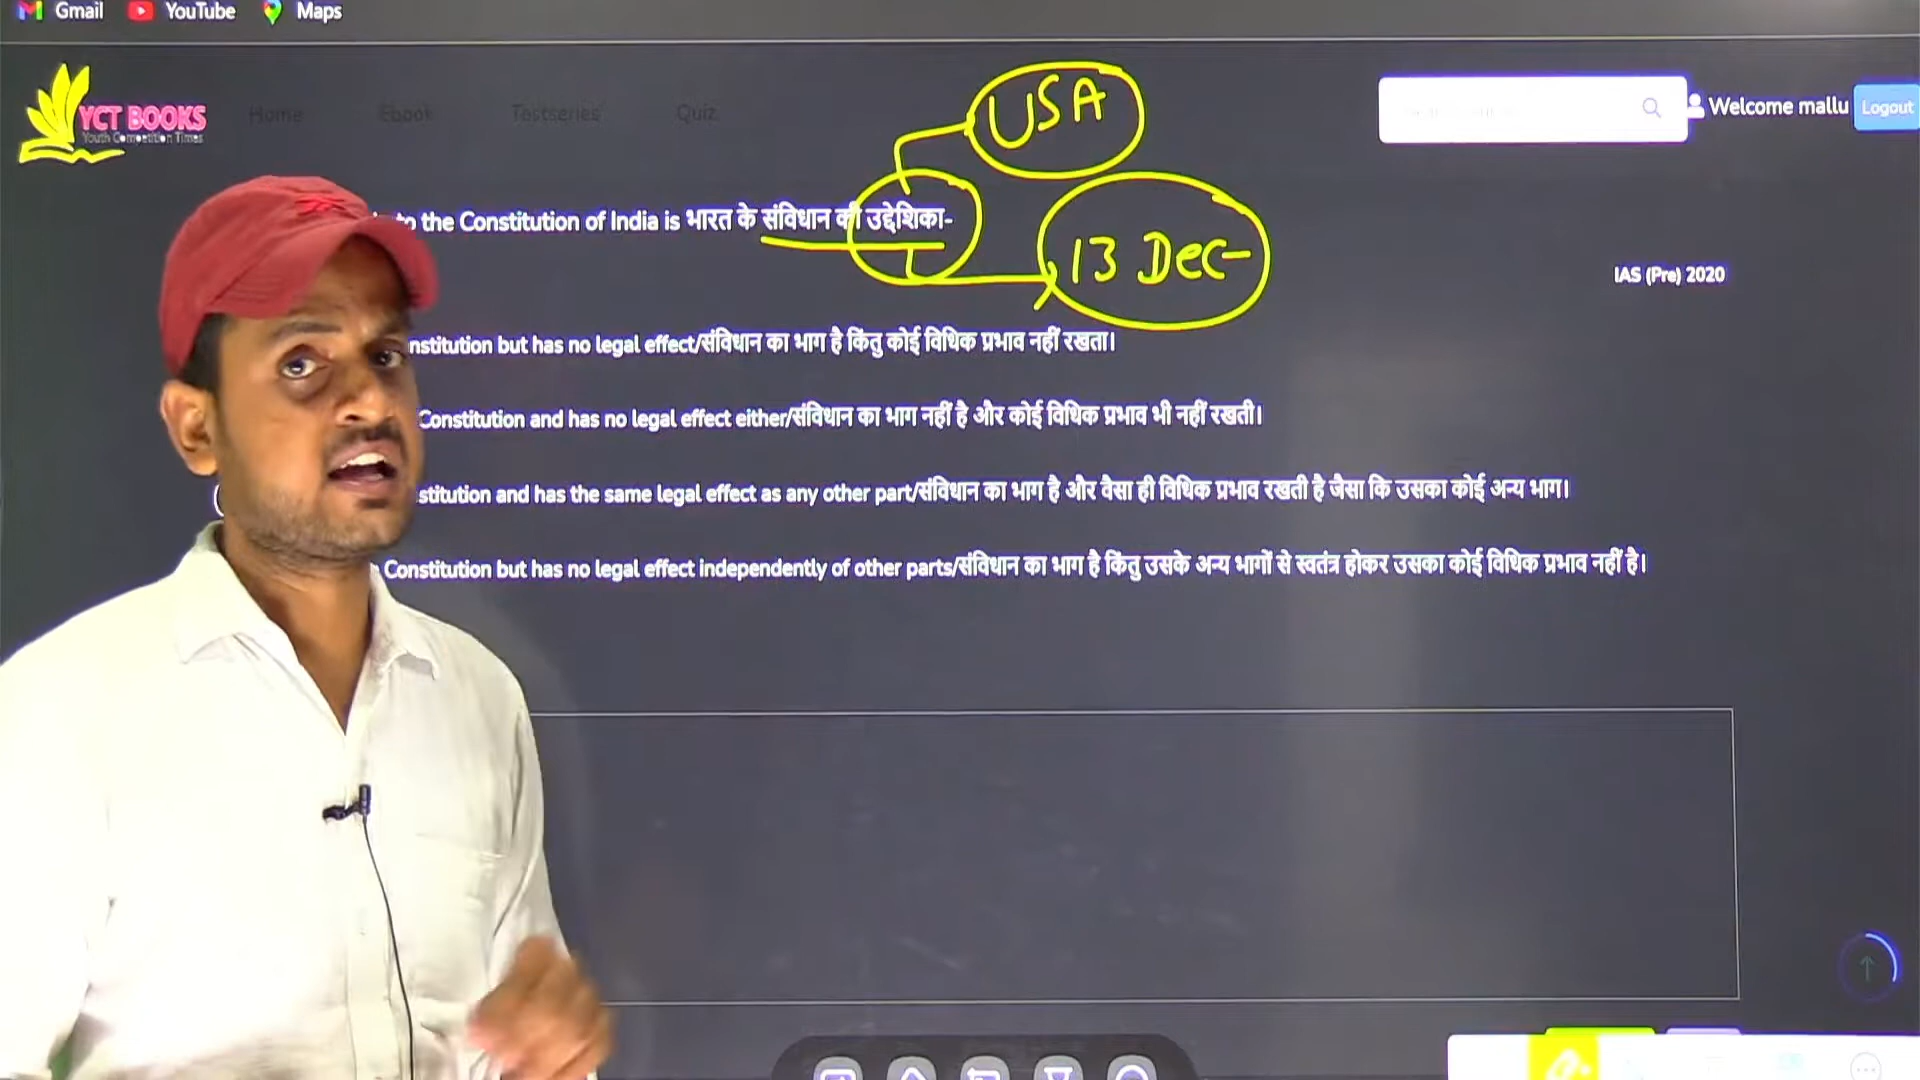 Gmail YouTube Maps
YCT BOOKS
Youth Competition Times
Home Ebook Testseries Quiz
USA
Welcome mallu Logout
to the Constitution of India is भारत के संविधान की उद्देशिका-
13 Dec-
IAS (Pre) 2020
nstitution but has no legal effect/संविधान का भाग है किंतु कोई विधिक प्रभाव नहीं रखता।
Constitution and has no legal effect either/संविधान का भाग नहीं है और कोई विधिक प्रभाव भी नहीं रखती।
stitution and has the same legal effect as any other part/संविधान का भाग है और वैसा ही विधिक प्रभाव रखती है जैसा कि उसका कोई अन्य भाग।
Constitution but has no legal effect independently of other parts/संविधान का भाग है किंतु उसके अन्य भागों से स्वतंत्र होकर उसका कोई विधिक प्रभाव नहीं है।